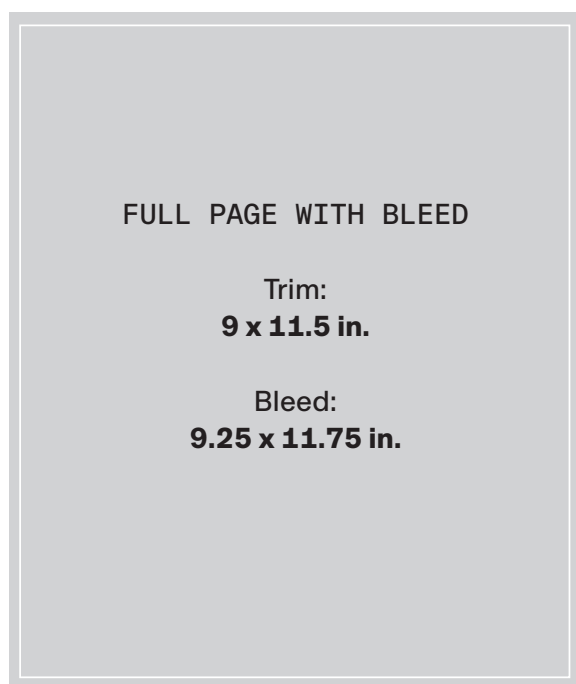 FULL PAGE WITH BLEED
Trim:
9 x 11.5 in.
Bleed:
9.25 x 11.75 in.